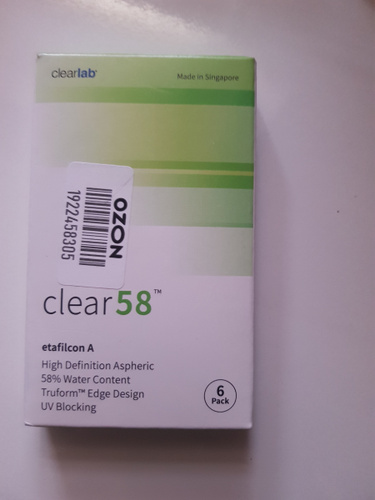 clearlab
Made in Singapore
OZON
1922458305
clear58™
etafilcon A
High Definition Aspheric
58% Water Content
Truform™ Edge Design
UV Blocking
6
Pack